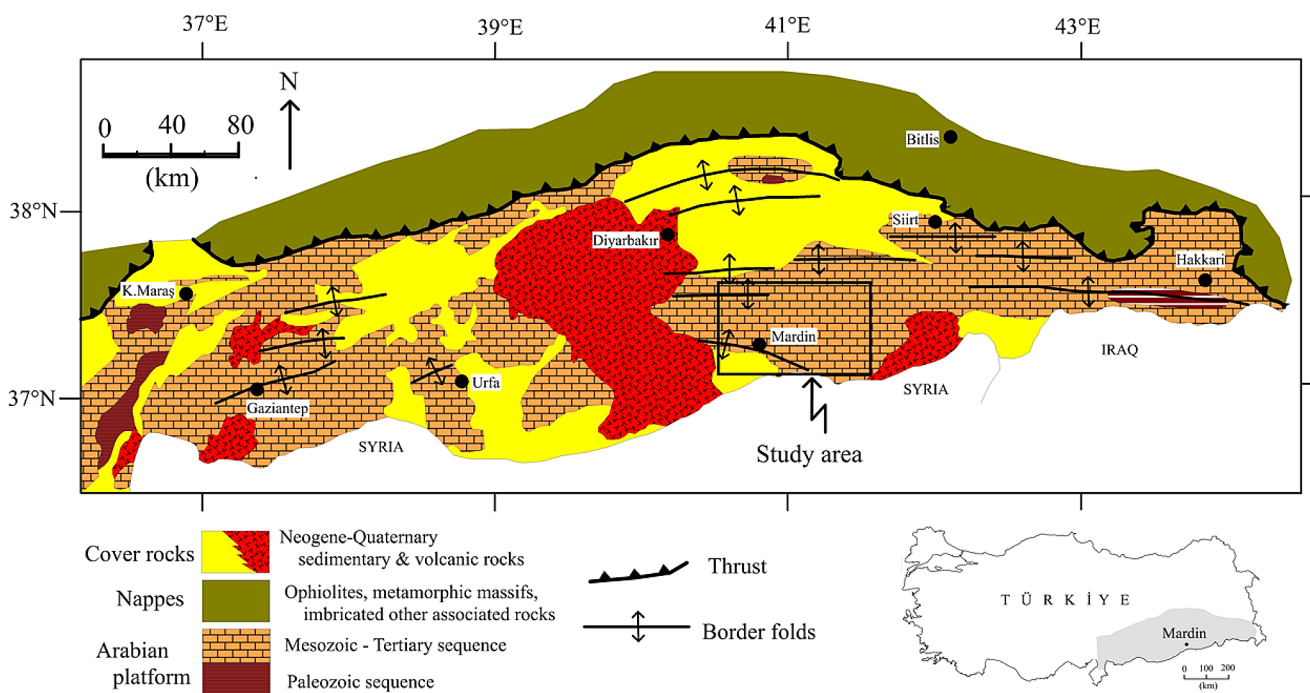 37°E
39°E
41°E
43°E
N
0 40 80
(km)
Bitlis
38°N
Siirt
Diyarbakır
Hakkari
K.Maraş
Mardin
IRAQ
Urfa
SYRIA
37°N
Gaziantep
SYRIA
Study area
Cover rocks
Neogene-Quaternary
sedimentary & volcanic rocks
Nappes
Ophiolites, metamorphic massifs,
imbricated other associated rocks
Arabian
platform
Mesozoic - Tertiary sequence
Paleozoic sequence
Thrust
Border folds
TÜRKİYE
Mardin
0 100 200
(km)